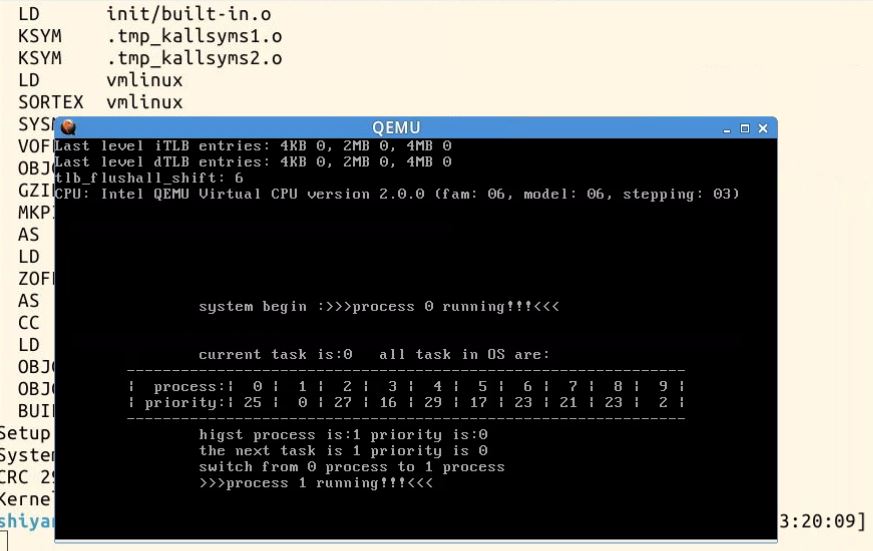 LD init/built-in.o
KSYM .tmp_kallsyms1.o
KSYM .tmp_kallsyms2.o
LD vmlinux
SORTEX vmlinux
SYS
QEMU
VOF
Last level iTLB entries: 4KB 0, 2MB 0, 4MB 0
Last level dTLB entries: 4KB 0, 2MB 0, 4MB 0
OBJ
tlb_flushall_shift: 6
GZI
CPU: Intel QEMU Virtual CPU version 2.0.0 (fam: 06, model: 06, stepping: 03)
MKP
AS
LD
ZOF
AS
system begin :>>>process 0 running!!!<<<
CC
LD
current task is:0 all task in OS are:
OBJ
---------------------------------------------------------------
OBJ
| process:| 0 | 1 | 2 | 3 | 4 | 5 | 6 | 7 | 8 | 9 |
BUI
| priority:| 25 | 0 | 27 | 16 | 29 | 17 | 23 | 21 | 23 | 2 |
---------------------------------------------------------------
Setup
higst process is:1 priority is:0
System
the next task is 1 priority is 0
switch from 0 process to 1 process
CRC 29
>>>process 1 running!!!<<<
Kernel
shiya
3:20:09]